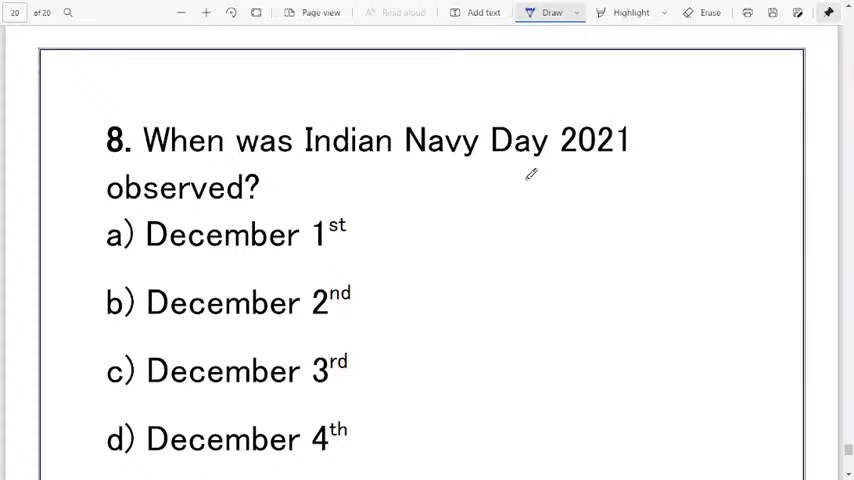 20 of 20 Page view Read aloud Add text Draw Highlight Erase
8. When was Indian Navy Day 2021
observed?
a) December 1st
b) December 2nd
c) December 3rd
d) December 4th